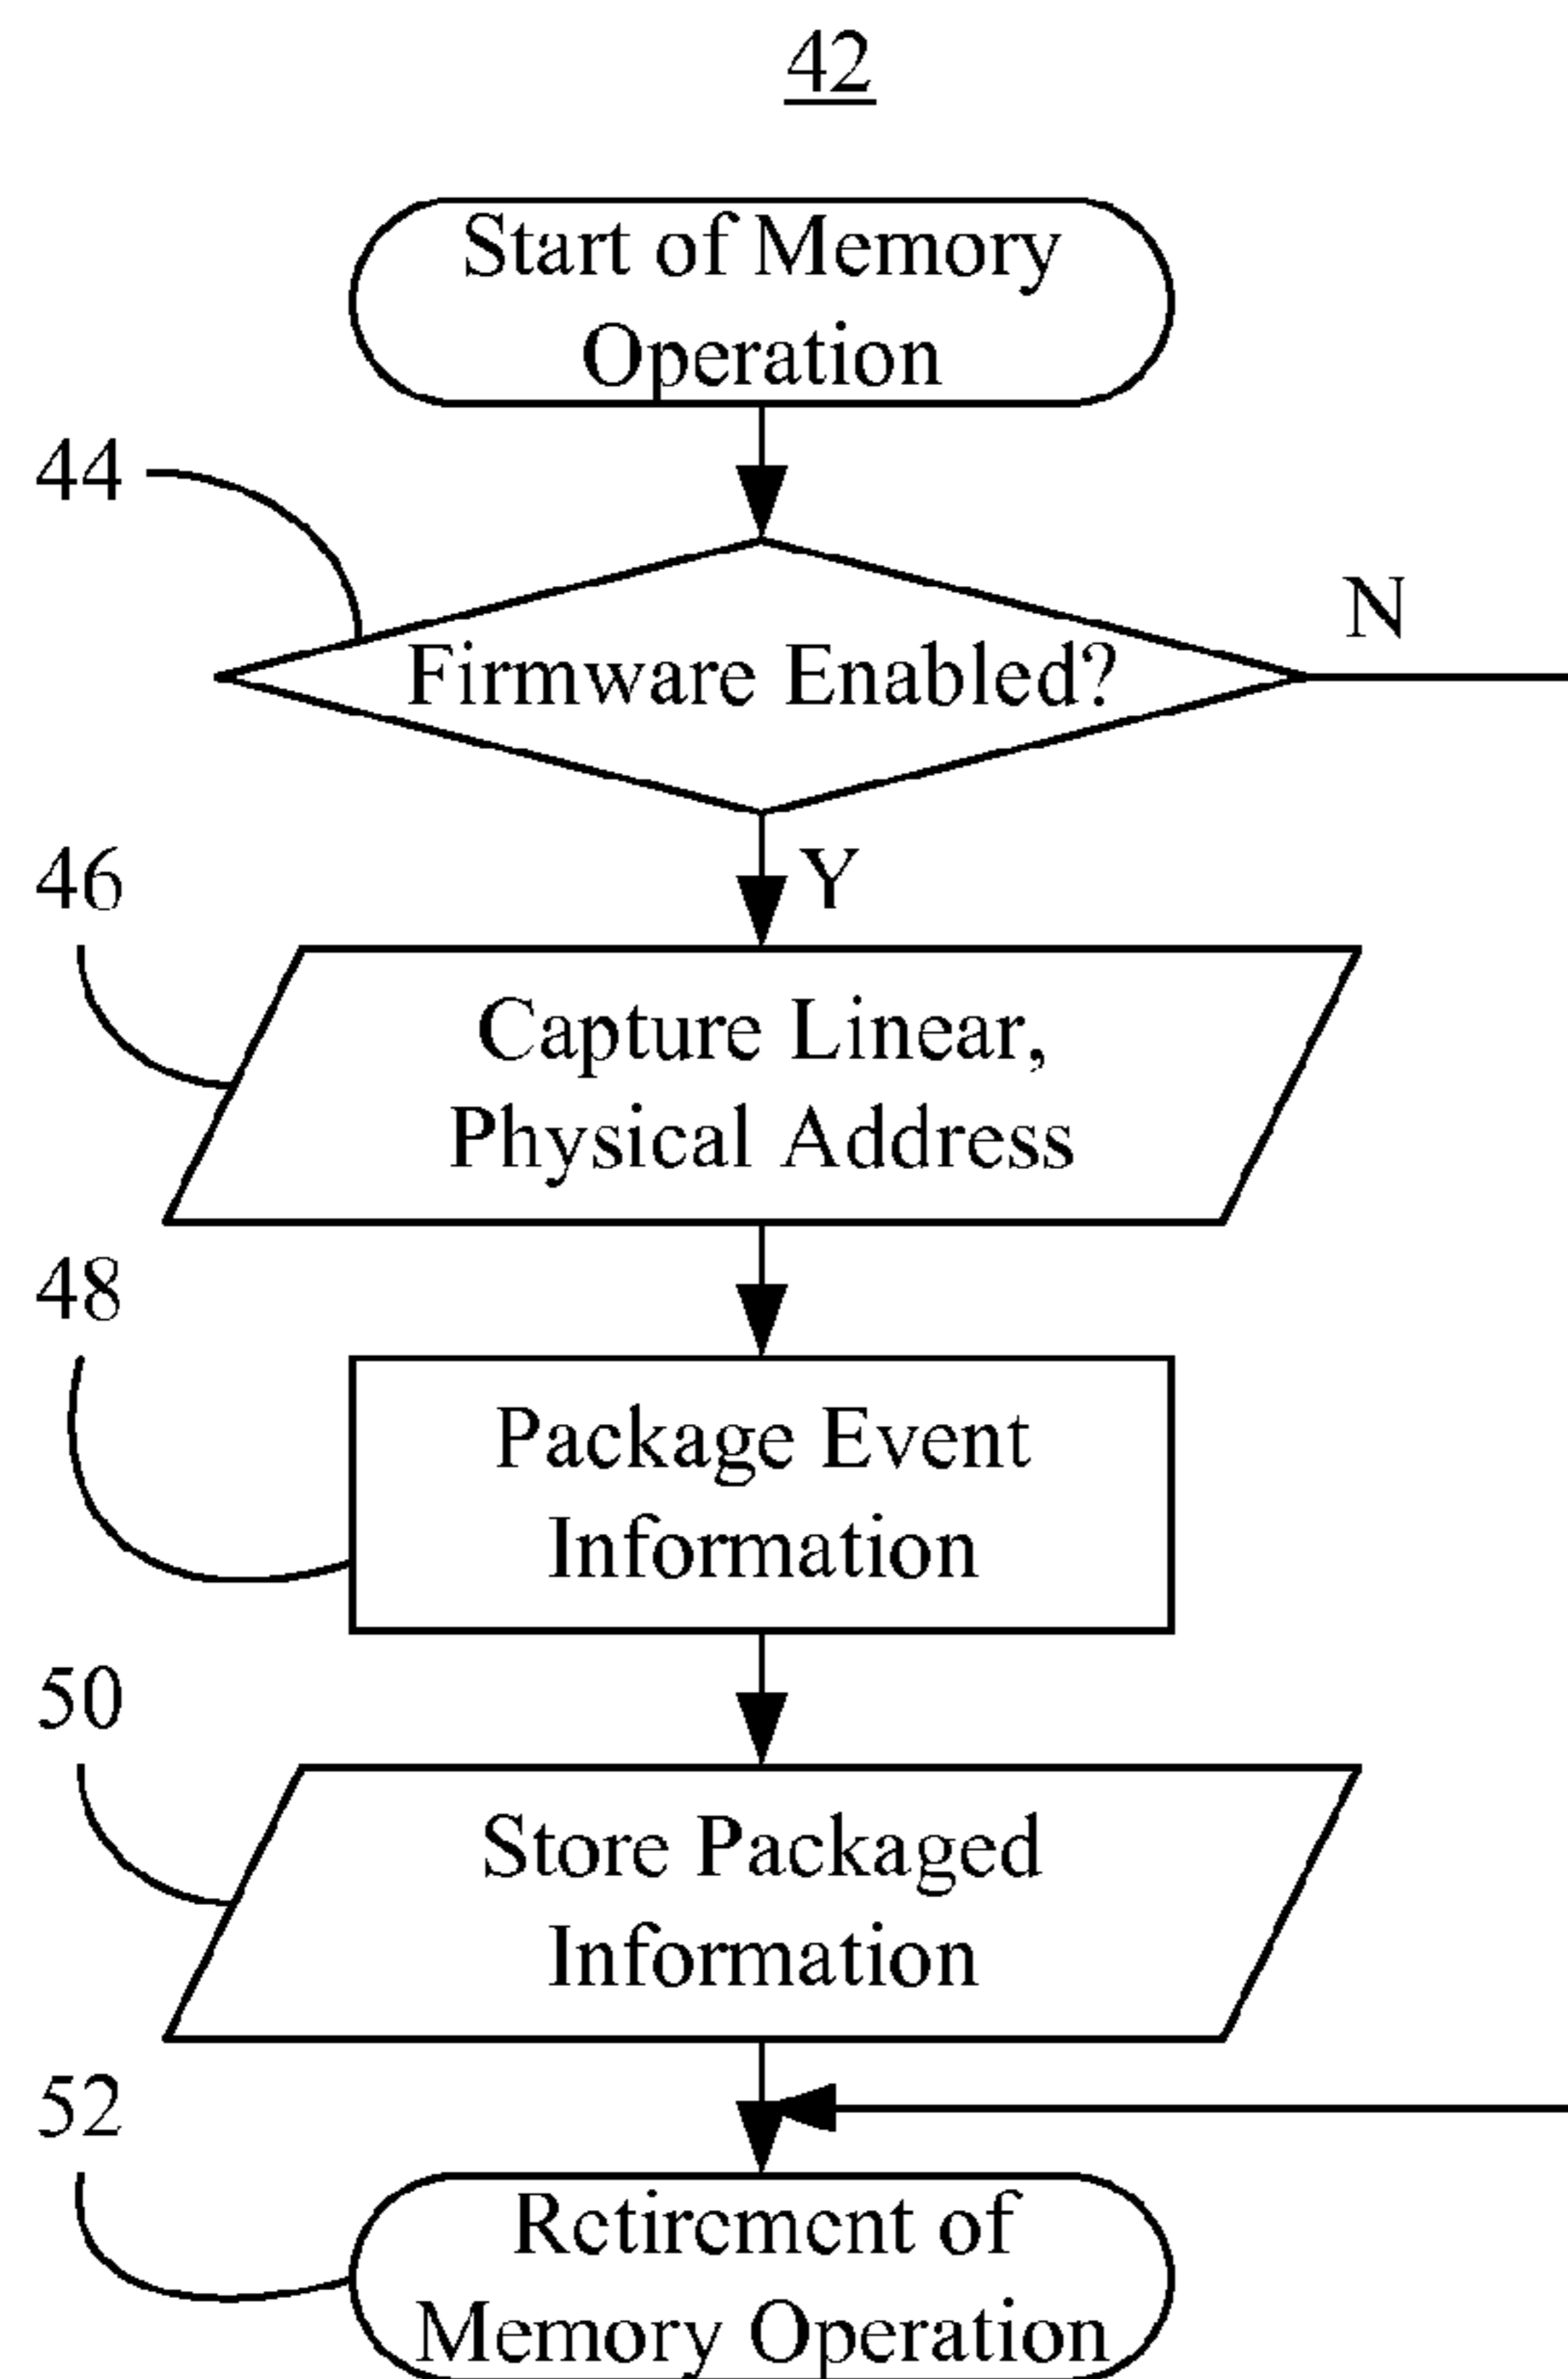 42
Start of Memory
Operation
44
Firmware Enabled?
N
Y
46
Capture Linear,
Physical Address
48
Package Event
Information
50
Store Packaged
Information
52
Retirement of
Memory Operation